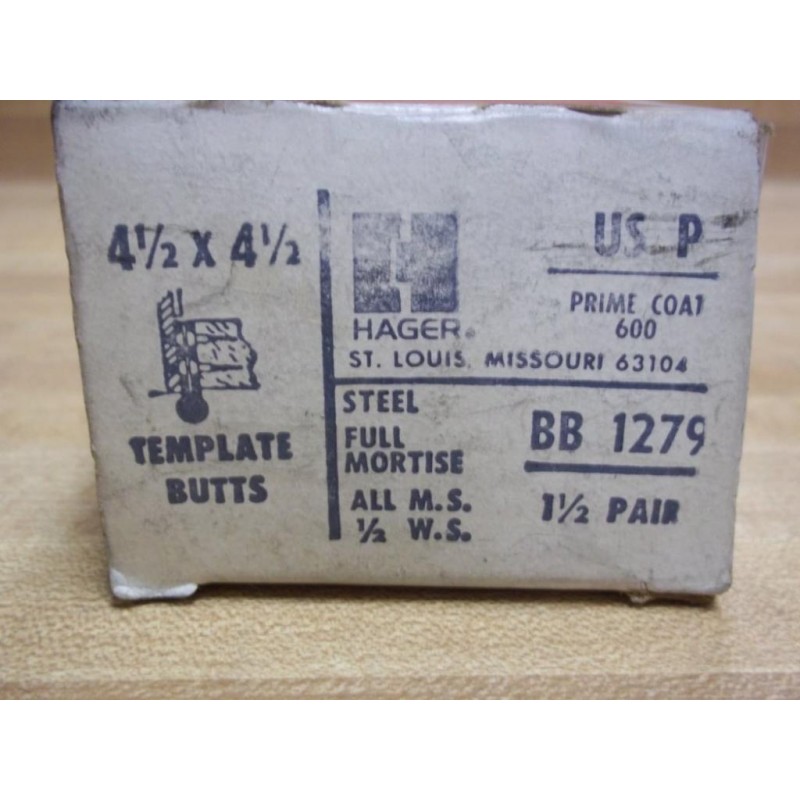 4½ X 4½
TEMPLATE
BUTTS
HAGER
ST. LOUIS, MISSOURI 63104
US P
PRIME COAT
600
STEEL
FULL
MORTISE
ALL M.S.
½ W.S.
BB 1279
1½ PAIR